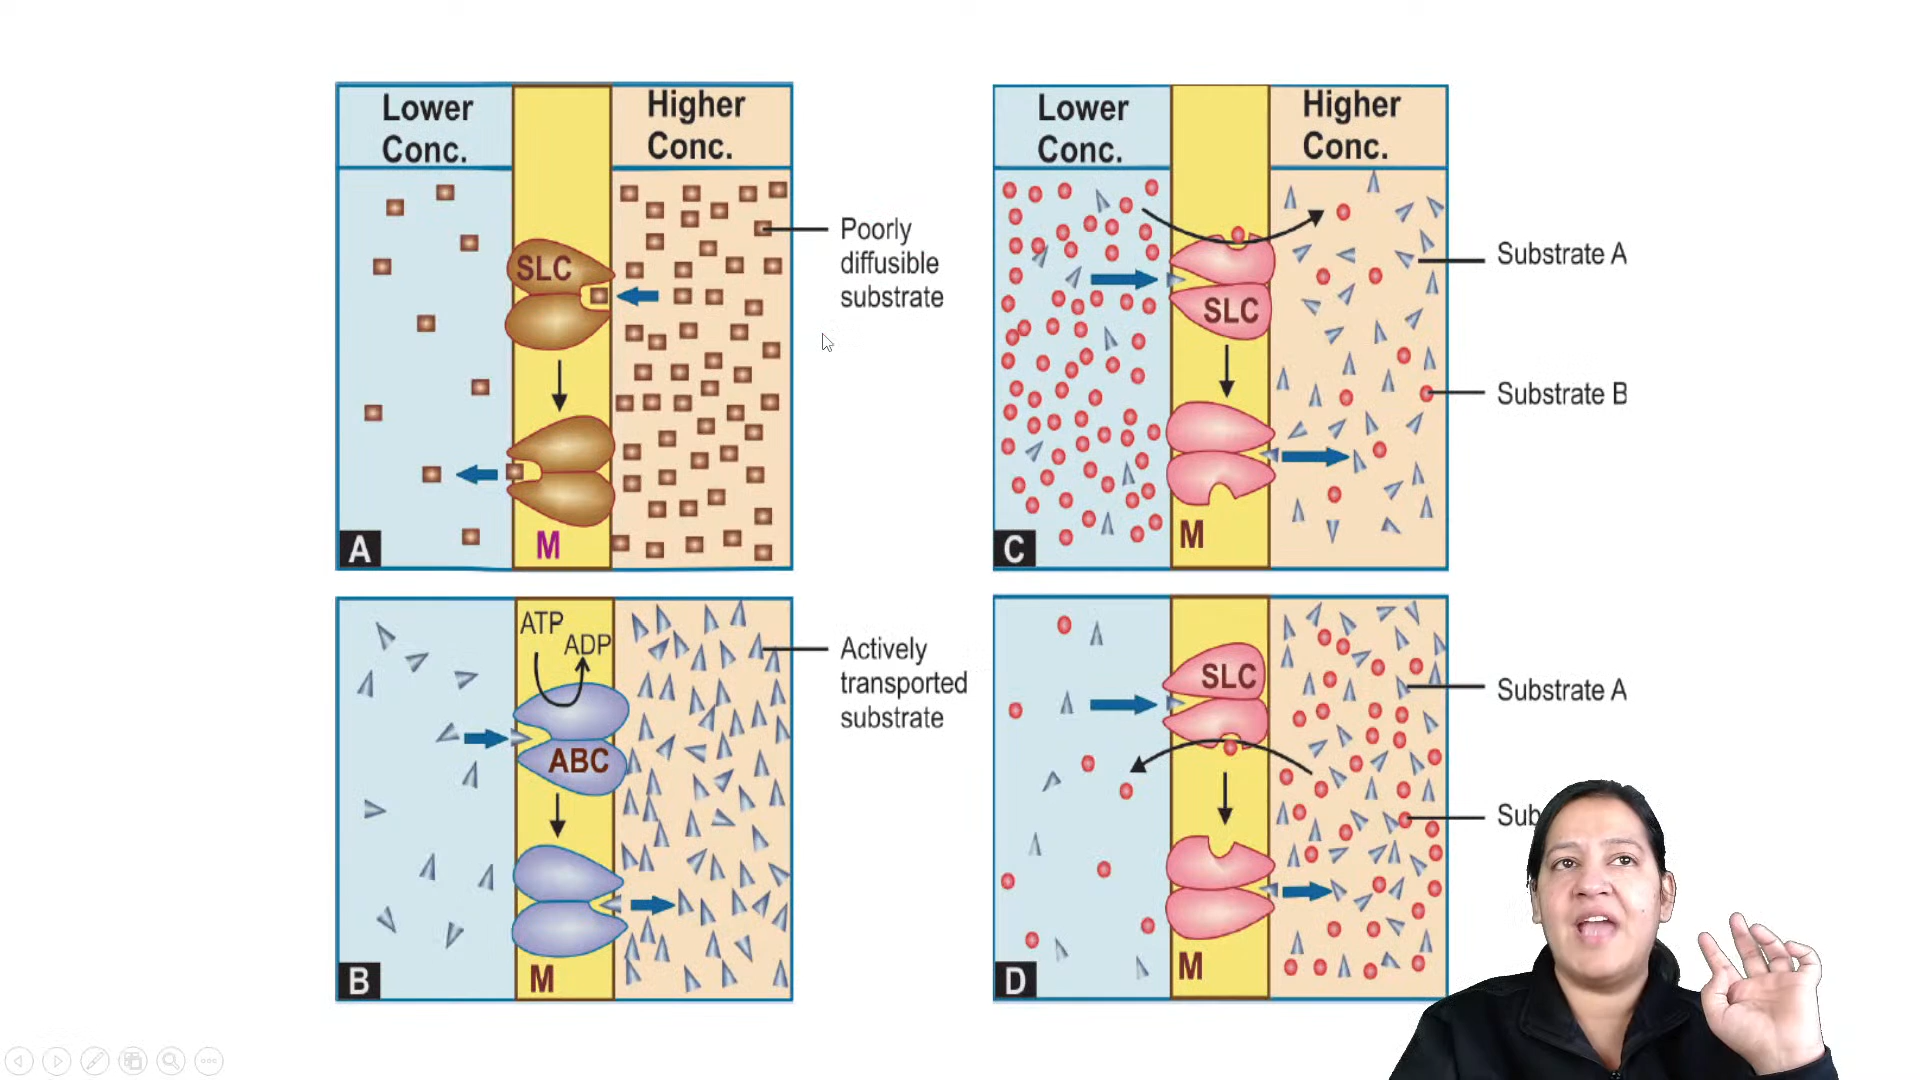 Lower
Conc.
Higher
Conc.
SLC
M
A
Poorly
diffusible
substrate
ATP
ADP
ABC
M
B
Actively
transported
substrate
Lower
Conc.
Higher
Conc.
SLC
M
C
Substrate A
Substrate B
SLC
M
D
Substrate A
Sub